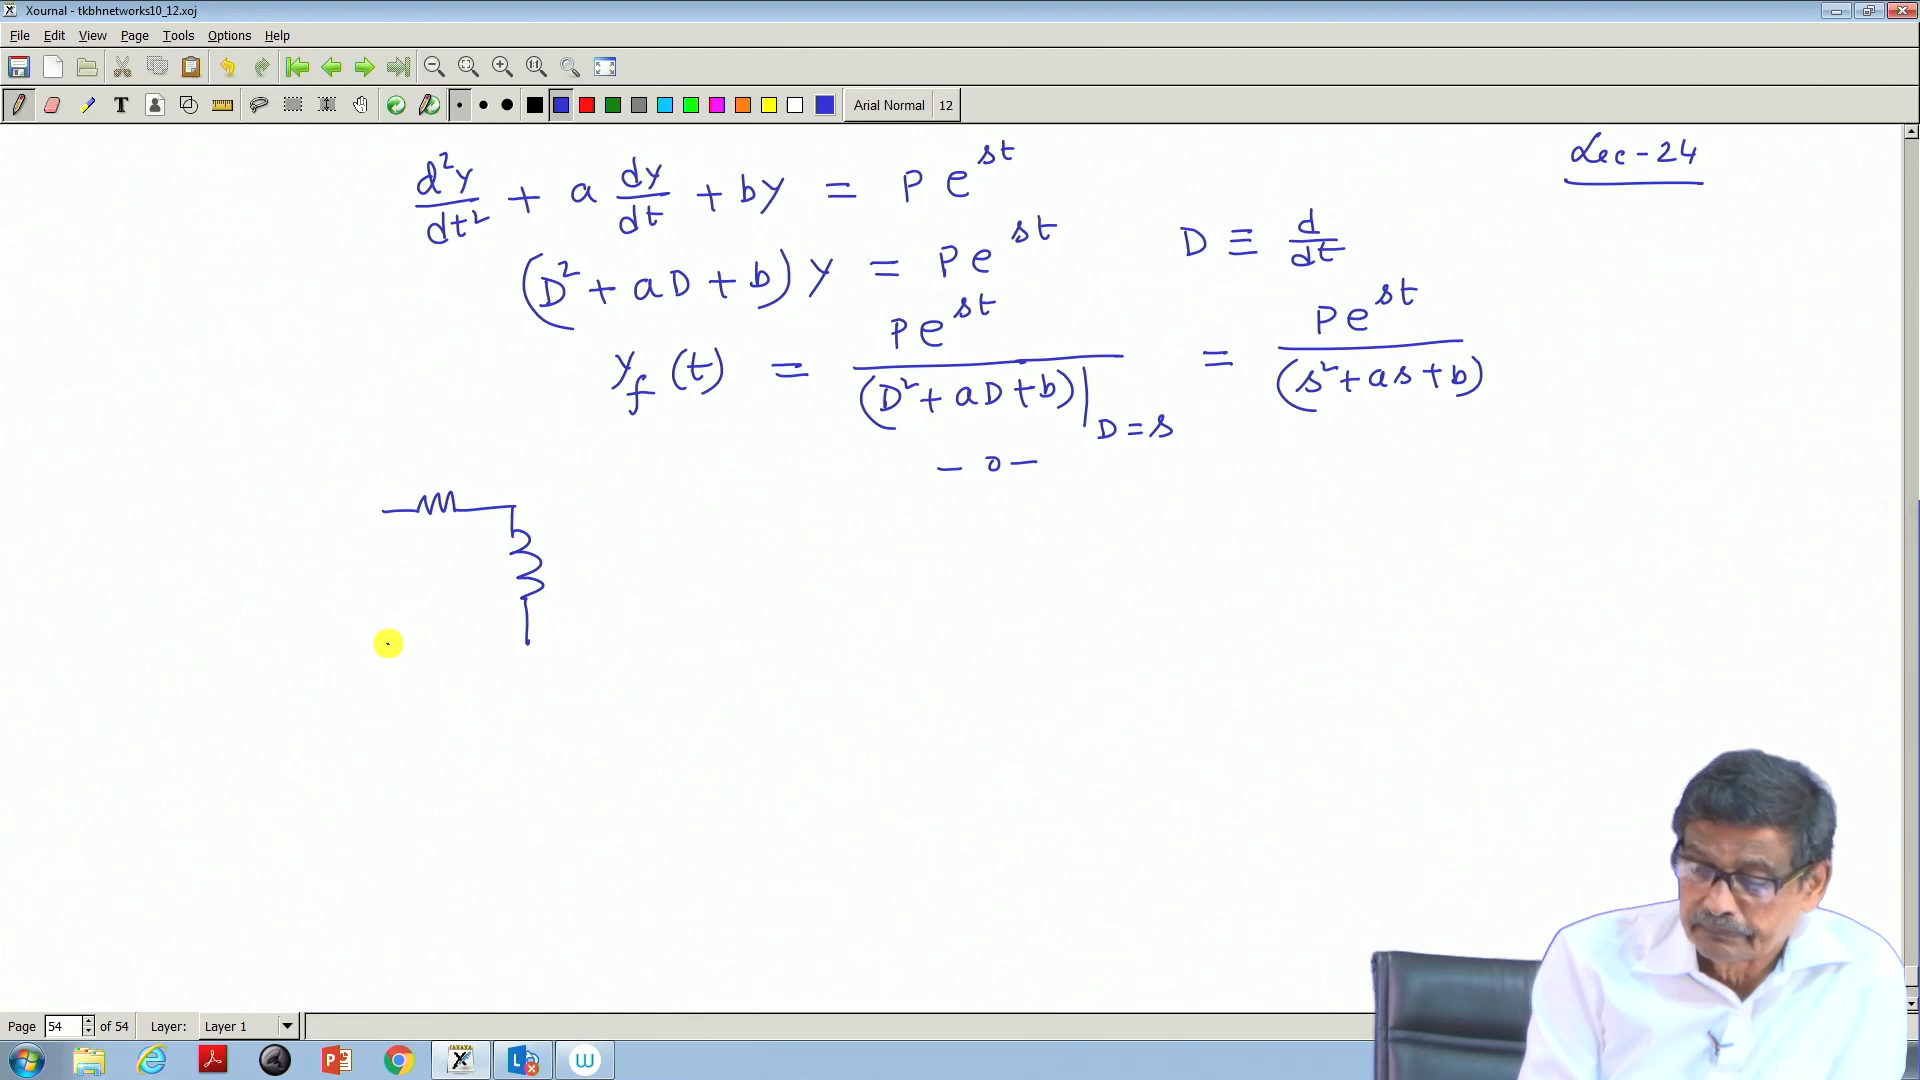 Xournal - tkbhnetworks10_12.xoj
File Edit View Page Tools Options Help
Arial Normal 12
Lec - 24
d²y/dt² + a dy/dt + by = P e^{st}
(D² + aD + b) y = P e^{st} D ≡ d/dt
y_f (t) = P e^{st} / (D² + aD + b)|_{D = s} = P e^{st} / (s² + as + b)
— o —
Page 54 of 54 Layer: Layer 1